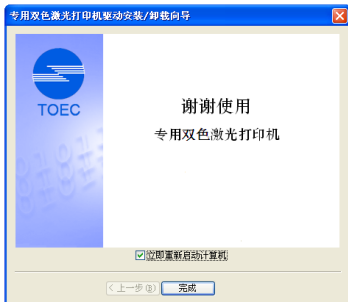 专用双色激光打印机驱动安装/卸载向导
TOEC
谢谢使用
专用双色激光打印机
立即重新启动计算机
<上一步(B)
完成